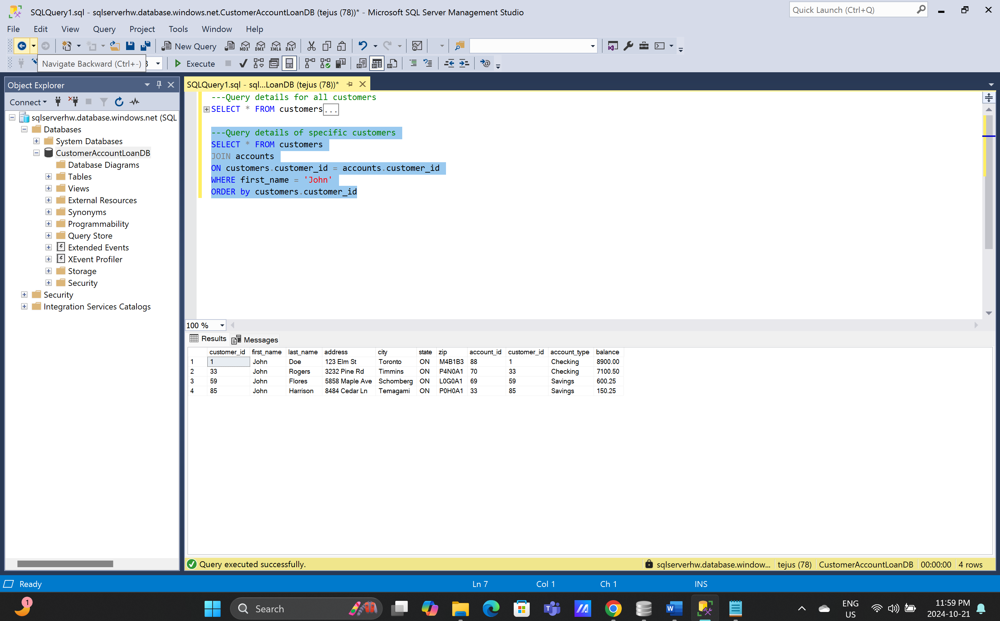 SQLQuery1.sql - sqlserverhw.database.windows.net.CustomerAccountLoanDB (tejus (78))* - Microsoft SQL Server Management Studio
Quick Launch (Ctrl+Q)
File Edit View Query Project Tools Window Help
New Query MDX DMX XMLA DAX
Navigate Backward (Ctrl+-) Execute
Object Explorer
Connect
sqlserverhw.database.windows.net (SQL
Databases
System Databases
CustomerAccountLoanDB
Database Diagrams
Tables
Views
External Resources
Synonyms
Programmability
Query Store
Extended Events
XEvent Profiler
Storage
Security
Security
Integration Services Catalogs
SQLQuery1.sql - sql...LoanDB (tejus (78))*
---Query details for all customers
SELECT * FROM customers...
---Query details of specific customers
SELECT * FROM customers
JOIN accounts
ON customers.customer_id = accounts.customer_id
WHERE first_name = 'John'
ORDER by customers.customer_id
100 %
Results Messages
customer_id first_name last_name address city state zip account_id customer_id account_type balance
1 1 John Doe 123 Elm St Toronto ON M4B1B3 88 1 Checking 8900.00
2 33 John Rogers 3232 Pine Rd Timmins ON P4N0A1 70 33 Checking 7100.50
3 59 John Flores 5858 Maple Ave Schomberg ON L0G0A1 69 59 Savings 600.25
4 85 John Harrison 8484 Cedar Ln Temagami ON P0H0A1 33 85 Savings 150.25
Query executed successfully. sqlserverhw.database.window... tejus (78) CustomerAccountLoanDB 00:00:00 4 rows
Ready Ln 7 Col 1 Ch 1 INS
1
Search
ENG
US
11:59 PM
2024-10-21